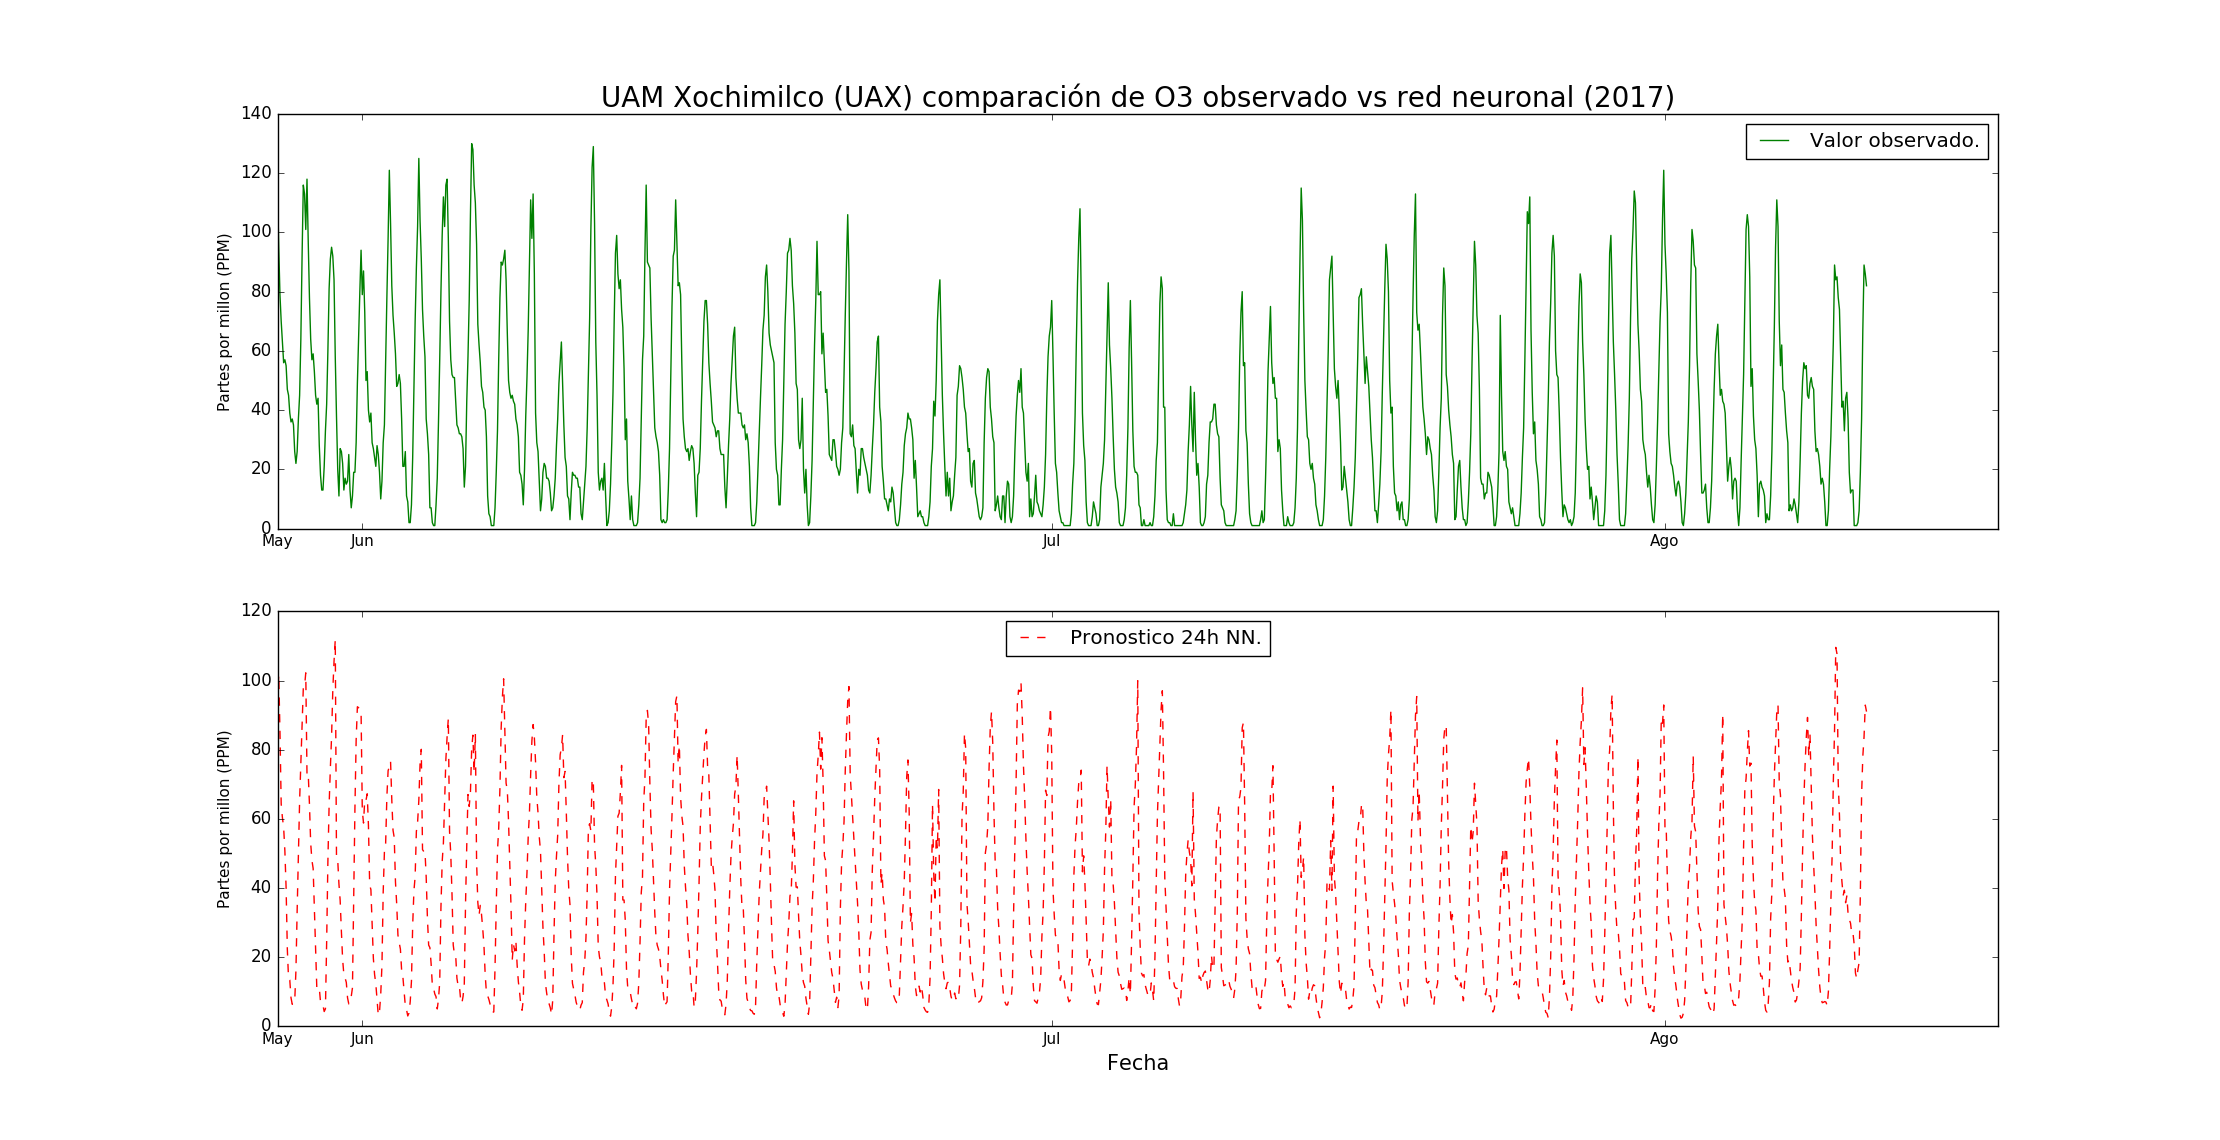 UAM Xochimilco (UAX) comparación de O3 observado vs red neuronal (2017)
140
120
100
80
60
40
20
0
Partes por millon (PPM)
Valor observado.
May Jun Jul Ago
120
100
80
60
40
20
0
Partes por millon (PPM)
Pronostico 24h NN.
May Jun Jul Ago
Fecha